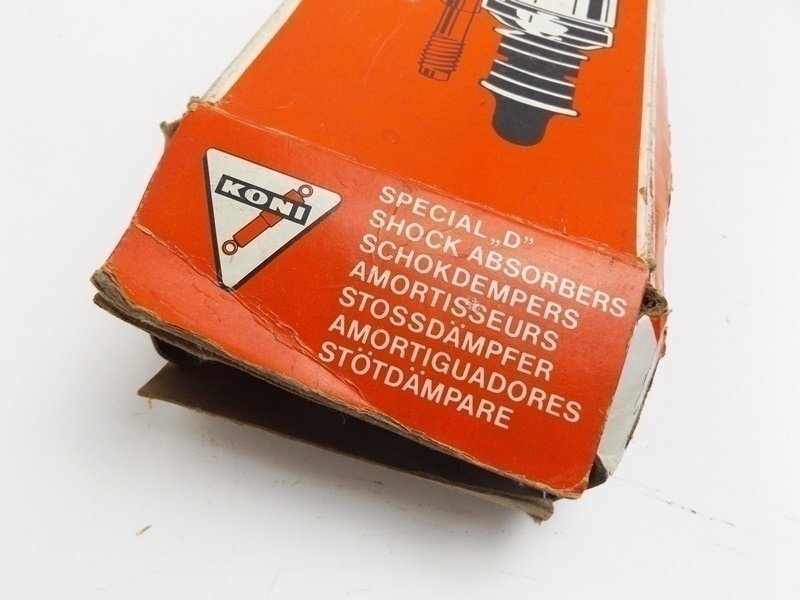 KONI
SPECIAL „D"
SHOCK ABSORBERS
SCHOKDEMPERS
AMORTISSEURS
STOSSDÄMPFER
AMORTIGUADORES
STÖTDÄMPARE